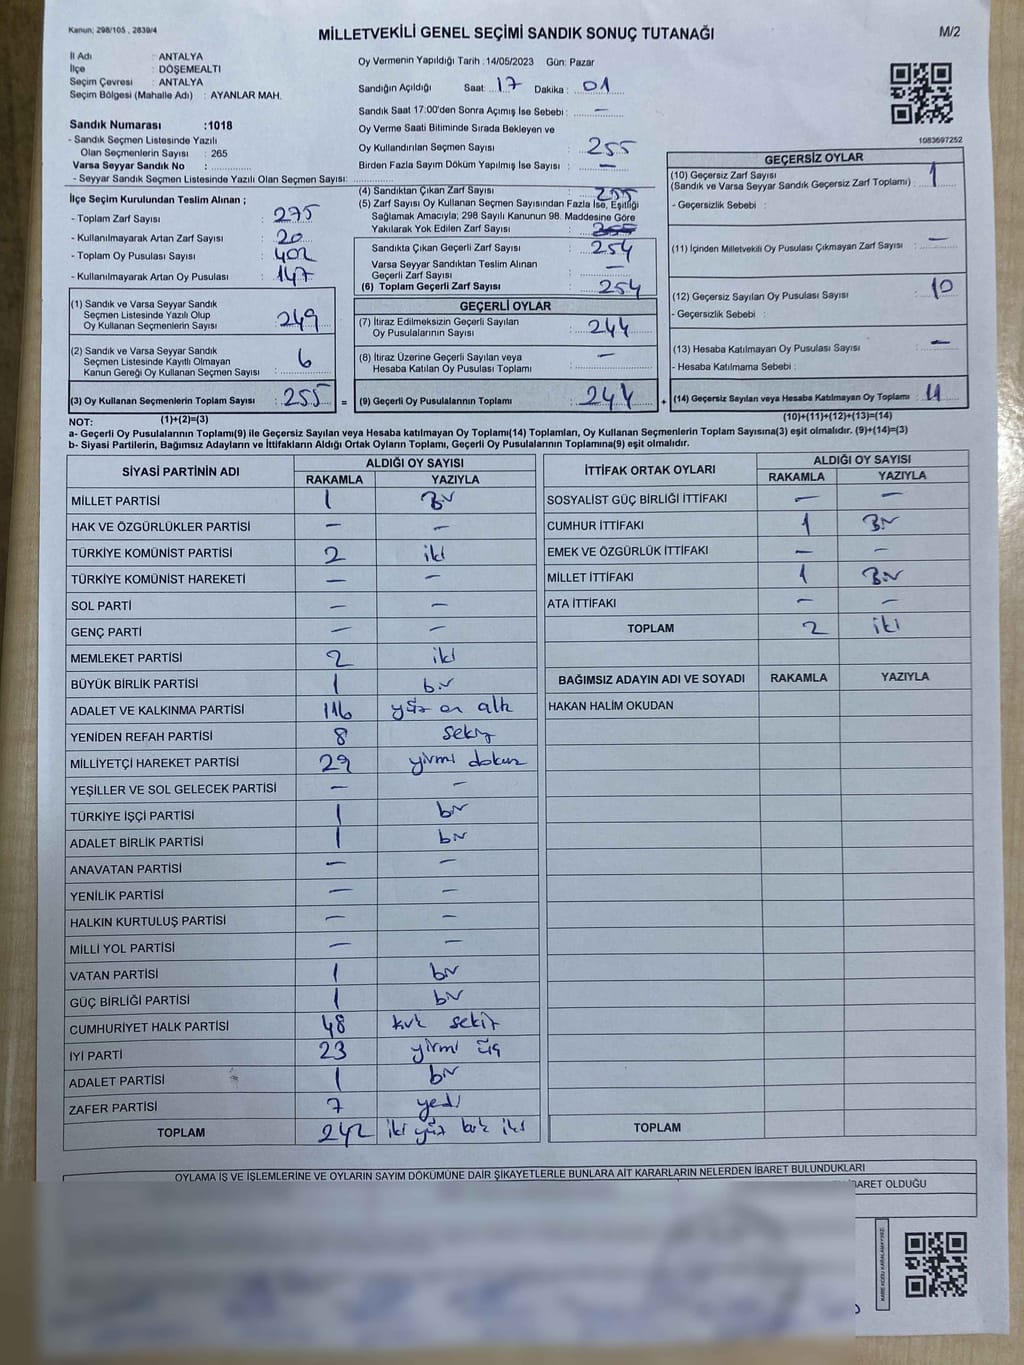 Kanun: 298/105 , 2839/4
MİLLETVEKİLİ GENEL SEÇİMİ SANDIK SONUÇ TUTANAĞI
M/2
İl Adı : ANTALYA
İlçe : DÖŞEMEALTI
Seçim Çevresi : ANTALYA
Seçim Bölgesi (Mahalle Adı) : AYANLAR MAH.
Sandık Numarası :1018
- Sandık Seçmen Listesinde Yazılı
Olan Seçmenlerin Sayısı : 265
Varsa Seyyar Sandık No :
- Seyyar Sandık Seçmen Listesinde Yazılı Olan Seçmen Sayısı:
Oy Vermenin Yapıldığı Tarih :14/05/2023 Gün: Pazar
Sandığın Açıldığı Saat: 17 Dakika: 01
Sandık Saat 17:00'den Sonra Açımış İse Sebebi : —
Oy Verme Saati Bitiminde Sırada Bekleyen ve
Oy Kullandırılan Seçmen Sayısı : 255
Birden Fazla Sayım Döküm Yapılmış İse Sayısı : —
1083697252
İlçe Seçim Kurulundan Teslim Alınan ;
- Toplam Zarf Sayısı : 275
- Kullanılmayarak Artan Zarf Sayısı : 20
- Toplam Oy Pusulası Sayısı : 402
- Kullanılmayarak Artan Oy Pusulası : 147
(1) Sandık ve Varsa Seyyar Sandık
Seçmen Listesinde Yazılı Olup
Oy Kullanan Seçmenlerin Sayısı : 249
(2) Sandık ve Varsa Seyyar Sandık
Seçmen Listesinde Kayıtlı Olmayan
Kanun Gereği Oy Kullanan Seçmen Sayısı : 6
(3) Oy Kullanan Seçmenlerin Toplam Sayısı : 255 =
(1)+(2)=(3)
(4) Sandıktan Çıkan Zarf Sayısı : 255
(5) Zarf Sayısı Oy Kullanan Seçmen Sayısından Fazla İse, Eşitliği
Sağlamak Amacıyla; 298 Sayılı Kanunun 98. Maddesine Göre
Yakılarak Yok Edilen Zarf Sayısı :
Sandıkta Çıkan Geçerli Zarf Sayısı : 254
Varsa Seyyar Sandıktan Teslim Alınan
Geçerli Zarf Sayısı : —
(6) Toplam Geçerli Zarf Sayısı : 254
GEÇERLİ OYLAR
(7) İtiraz Edilmeksizin Geçerli Sayılan
Oy Pusulalarının Sayısı : 244
(8) İtiraz Üzerine Geçerli Sayılan veya
Hesaba Katılan Oy Pusulası Toplamı : —
(9) Geçerli Oy Pusulalarının Toplamı : 244 +
GEÇERSİZ OYLAR
(10) Geçersiz Zarf Sayısı
(Sandık ve Varsa Seyyar Sandık Geçersiz Zarf Toplamı) : 1
- Geçersizlik Sebebi :
(11) İçinden Milletvekili Oy Pusulası Çıkmayan Zarf Sayısı : —
(12) Geçersiz Sayılan Oy Pusulası Sayısı : 10
- Geçersizlik Sebebi :
(13) Hesaba Katılmayan Oy Pusulası Sayısı : —
- Hesaba Katılmama Sebebi :
(14) Geçersiz Sayılan veya Hesaba Katılmayan Oy Toplamı : 11
(10)+(11)+(12)+(13)=(14)
NOT:
a- Geçerli Oy Pusulalarının Toplamı(9) ile Geçersiz Sayılan veya Hesaba katılmayan Oy Toplamı(14) Toplamları, Oy Kullanan Seçmenlerin Toplam Sayısına(3) eşit olmalıdır. (9)+(14)=(3)
b- Siyasi Partilerin, Bağımsız Adayların ve İttifakların Aldığı Ortak Oyların Toplamı, Geçerli Oy Pusulalarının Toplamına(9) eşit olmalıdır.
SİYASİ PARTİNİN ADI
ALDIĞI OY SAYISI
RAKAMLA YAZIYLA
MİLLET PARTİSİ 1 Bir
HAK VE ÖZGÜRLÜKLER PARTİSİ — —
TÜRKİYE KOMÜNİST PARTİSİ 2 iki
TÜRKİYE KOMÜNİST HAREKETİ — —
SOL PARTİ — —
GENÇ PARTİ — —
MEMLEKET PARTİSİ 2 iki
BÜYÜK BİRLİK PARTİSİ 1 bir
ADALET VE KALKINMA PARTİSİ 116 yüz on altı
YENİDEN REFAH PARTİSİ 8 sekiz
MİLLİYETÇİ HAREKET PARTİSİ 29 yirmi dokuz
YEŞİLLER VE SOL GELECEK PARTİSİ — —
TÜRKİYE İŞÇİ PARTİSİ 1 bir
ADALET BİRLİK PARTİSİ 1 bir
ANAVATAN PARTİSİ — —
YENİLİK PARTİSİ — —
HALKIN KURTULUŞ PARTİSİ — —
MİLLİ YOL PARTİSİ — —
VATAN PARTİSİ 1 bir
GÜÇ BİRLİĞİ PARTİSİ 1 bir
CUMHURİYET HALK PARTİSİ 48 kırk sekiz
İYİ PARTİ 23 yirmi üç
ADALET PARTİSİ 1 bir
ZAFER PARTİSİ 7 yedi
TOPLAM 242 iki yüz kırk iki
İTTİFAK ORTAK OYLARI
ALDIĞI OY SAYISI
RAKAMLA YAZIYLA
SOSYALİST GÜÇ BİRLİĞİ İTTİFAKI — —
CUMHUR İTTİFAKI 1 Bir
EMEK VE ÖZGÜRLÜK İTTİFAKI — —
MİLLET İTTİFAKI 1 Bir
ATA İTTİFAKI — —
TOPLAM 2 iki
BAĞIMSIZ ADAYIN ADI VE SOYADI RAKAMLA YAZIYLA
HAKAN HALİM OKUDAN
TOPLAM
OYLAMA İŞ VE İŞLEMLERİNE VE OYLARIN SAYIM DÖKÜMÜNE DAİR ŞİKAYETLERLE BUNLARA AİT KARARLARIN NELERDEN İBARET BULUNDUKLARI
İBARET OLDUĞU
KARE KODU KARALAMAYINIZ.